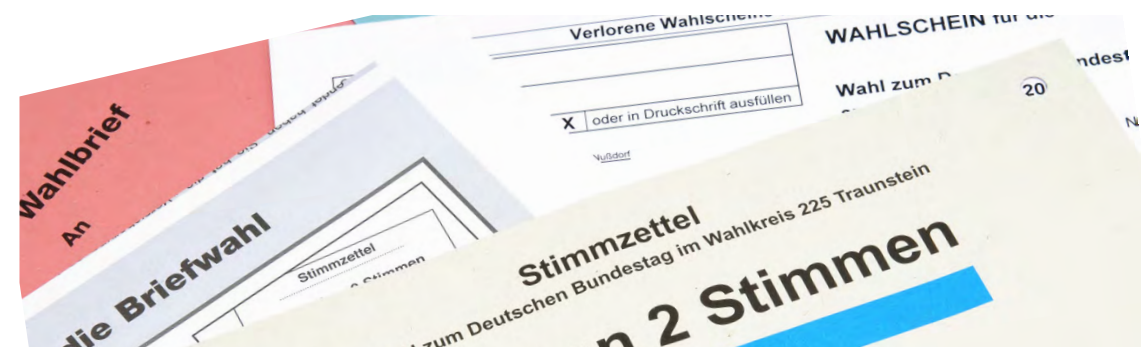 Wahlbrief
An
die Briefwahl
Stimmzettel
Stimmen
Verlorene Wahlscheine
X oder in Druckschrift ausfüllen
WAHLSCHEIN für die
Wahl zum
20
Stimmzettel
zum Deutschen Bundestag im Wahlkreis 225 Traunstein
2 Stimmen